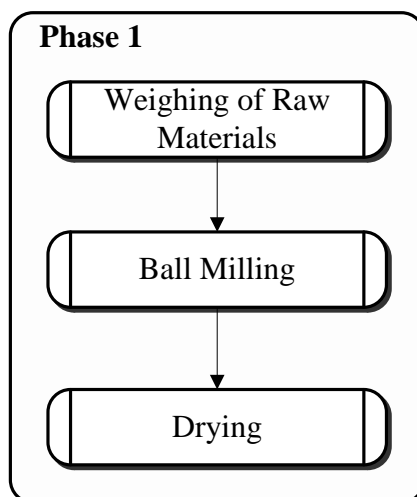 Phase 1
Weighing of Raw
Materials
Ball Milling
Drying